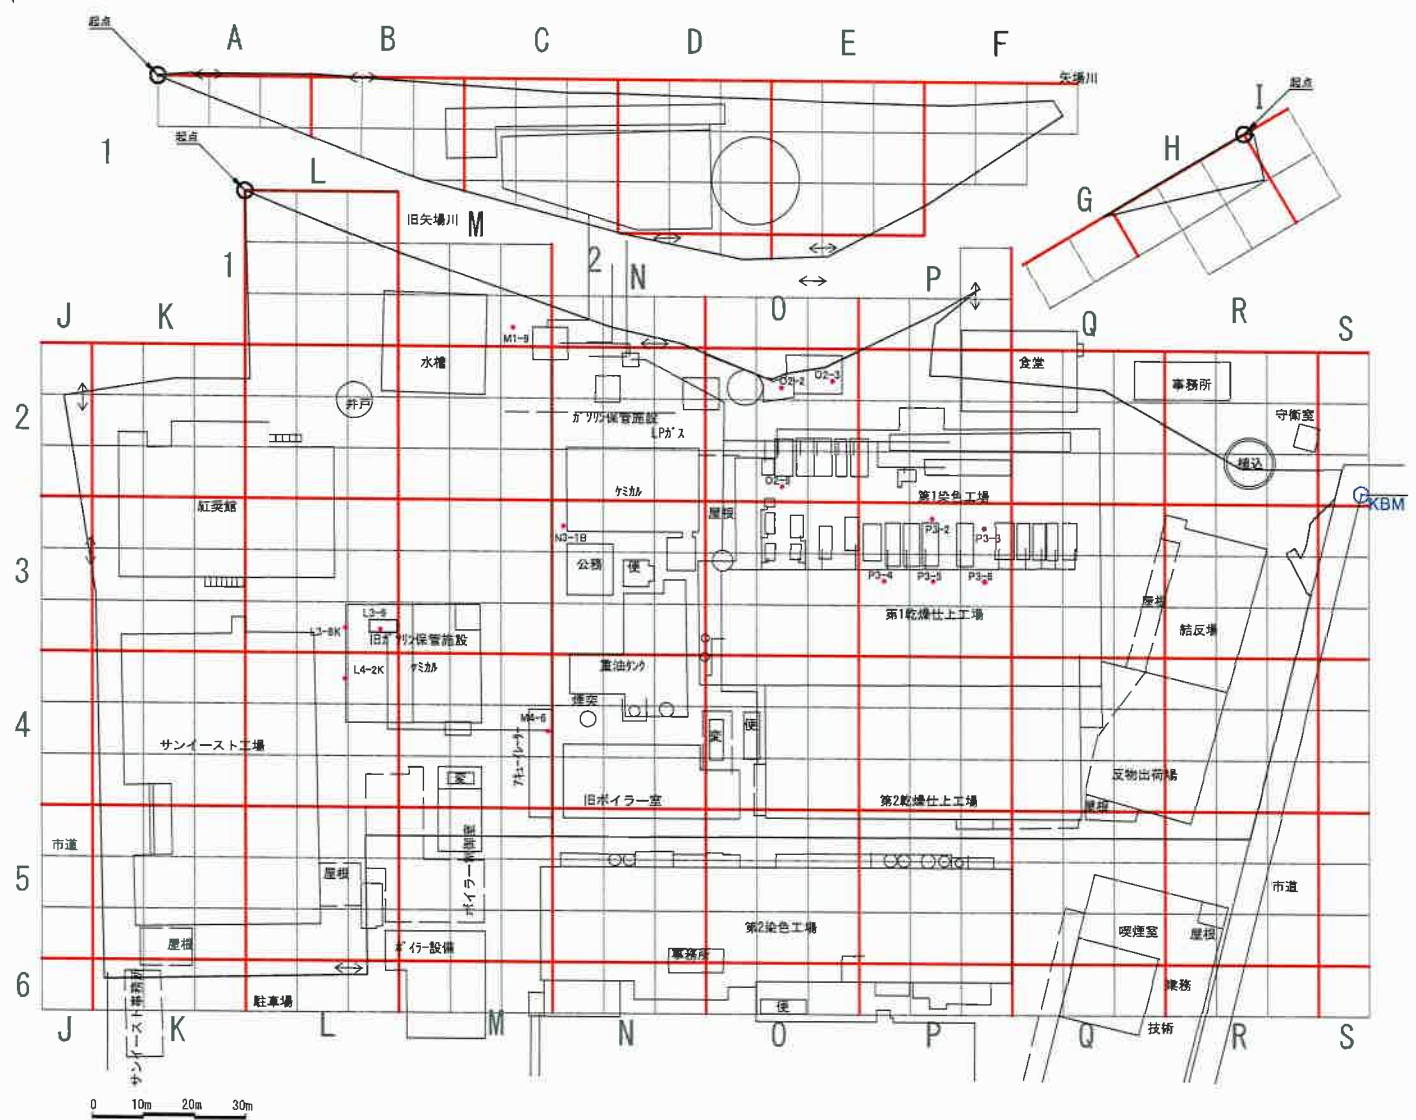 起点
A
B
C
D
E
F
矢場川
I
起点
H
G
1
起点
L
旧矢場川
M
1
2
N
O
P
J
K
Q
R
S
M1-9
水槽
食堂
O2-2
O2-3
事務所
井戸
2
ガソリン保管施設
LPガス
守衛室
植込
ケミカル
O2-5
第1染色工場
KBM
紅奨館
屋根
P3-2
P3-3
N3-1B
公務
便
3
P3-4
P3-5
P3-6
屋根
L3-6
第1乾燥仕上工場
結反場
L3-8K
旧ガソリン保管施設
L4-2K
ケミカル
重油タンク
煙突
4
M4-6
便
変
サンイースト工場
アキュームレーラー
反物出荷場
変
旧ボイラー室
第2乾燥仕上工場
屋根
市道
ボイラー制御室
5
屋根
市道
屋根
第2染色工場
喫煙室
屋根
ボイラー設備
事務所
業務
6
サンイースト事務所
駐車場
便
技術
J
K
L
M
N
O
P
Q
R
S
0
10m
20m
30m